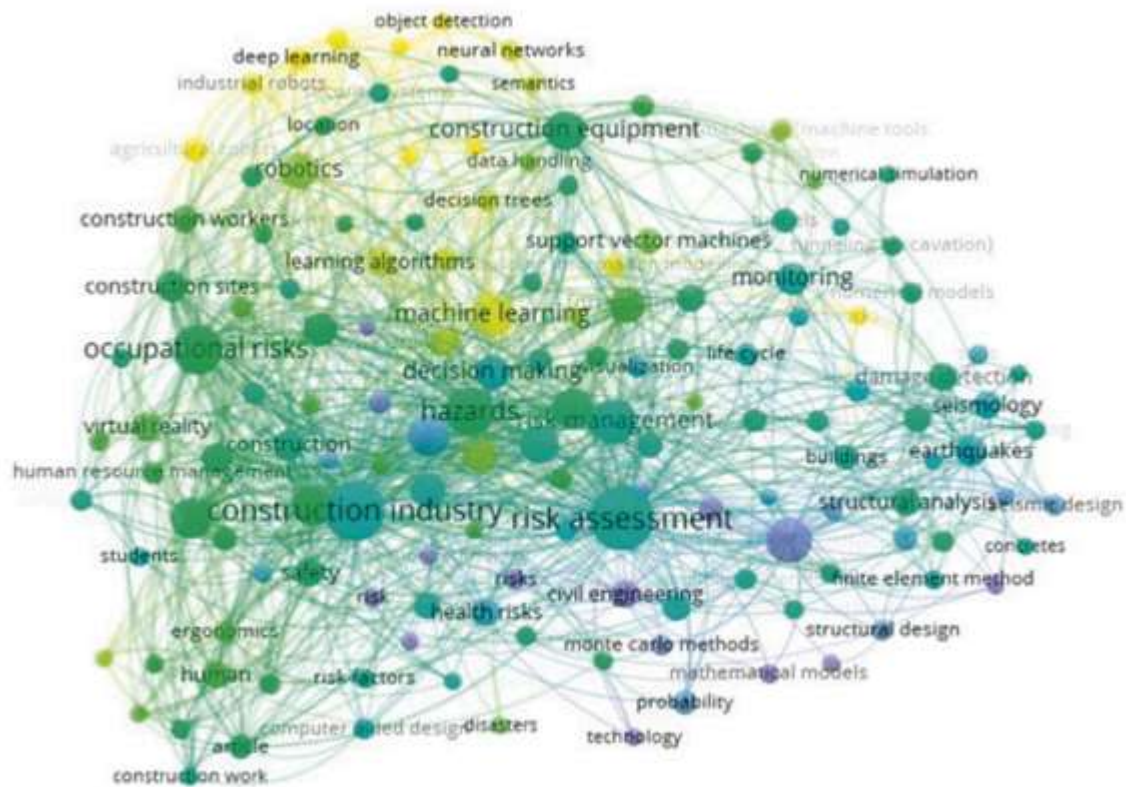 object detection
deep learning
neural networks
industrial robots
semantics
location
construction equipment
machine tools
robotics
data handling
numerical simulation
decision trees
construction workers
support vector machines
learning algorithms
monitoring
construction sites
machine learning
occupational risks
life cycle
decision making
visualization
damage detection
hazards
risk management
seismology
virtual reality
construction
earthquakes
buildings
human resource management
construction industry
risk assessment
structural analysis
seismic design
concretes
students
safety
risks
finite element method
risk
civil engineering
health risks
ergonomics
structural design
monte carlo methods
human
risk factors
mathematical models
probability
computer aided design
disasters
technology
article
construction work